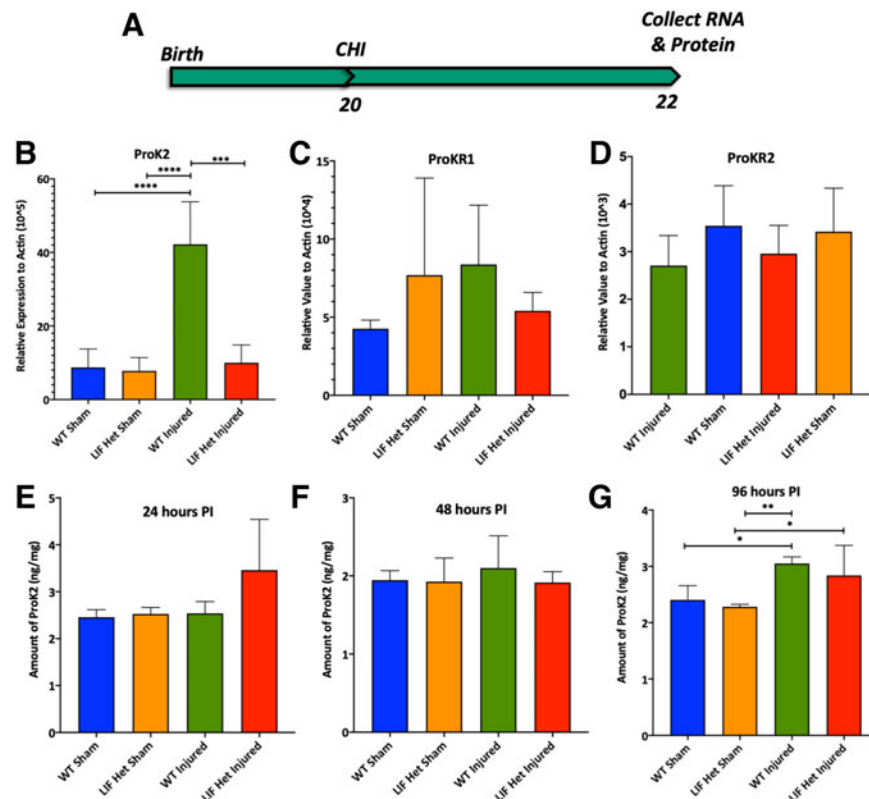 A
Birth
CHI
Collect RNA
& Protein
20
22
B
ProK2
****
****
***
Relative Expression to Actin (10^5)
60
40
20
0
WT Sham
LIF Het Sham
WT Injured
LIF Het Injured
C
ProKR1
Relative Value to Actin (10^4)
15
10
5
0
WT Sham
LIF Het Sham
WT Injured
LIF Het Injured
D
ProKR2
Relative Value to Actin (10^3)
5
4
3
2
1
0
WT Injured
WT Sham
LIF Het Injured
LIF Het Sham
E
24 hours PI
Amount of ProK2 (ng/mg)
5
4
3
2
1
0
WT Sham
LIF Het Sham
WT Injured
LIF Het Injured
F
48 hours PI
Amount of ProK2 (ng/mg)
3
2
1
0
WT Sham
LIF Het Sham
WT Injured
LIF Het Injured
G
96 hours PI
**
*
*
Amount of ProK2 (ng/mg)
4
3
2
1
0
WT Sham
LIF Het Sham
WT Injured
LIF Het Injured